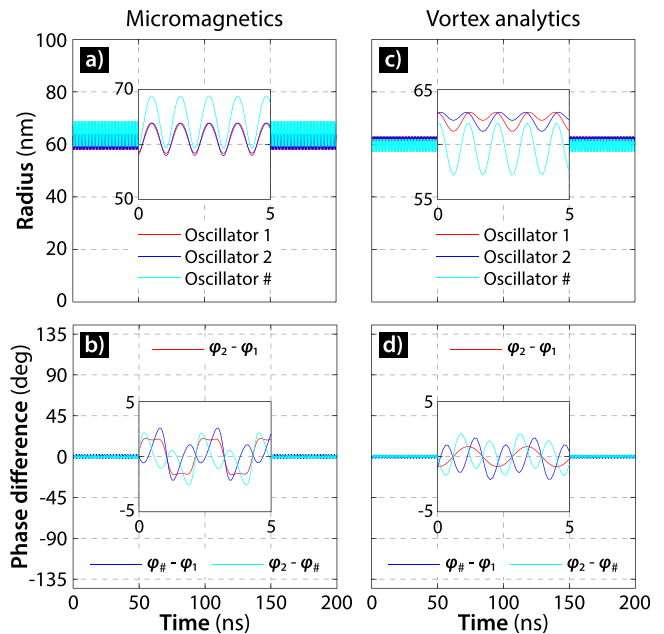 Micromagnetics
Vortex analytics
a)
c)
100
80
60
40
20
0
Radius (nm)
70
50
0
5
65
55
0
5
Oscillator 1
Oscillator 2
Oscillator #
Oscillator 1
Oscillator 2
Oscillator #
b)
d)
135
90
45
0
-45
-90
-135
Phase difference (deg)
φ₂ - φ₁
φ₂ - φ₁
5
-5
0
5
5
-5
0
5
φ# - φ₁
φ₂ - φ#
φ# - φ₁
φ₂ - φ#
0 50 100 150 200
0 50 100 150 200
Time (ns)
Time (ns)